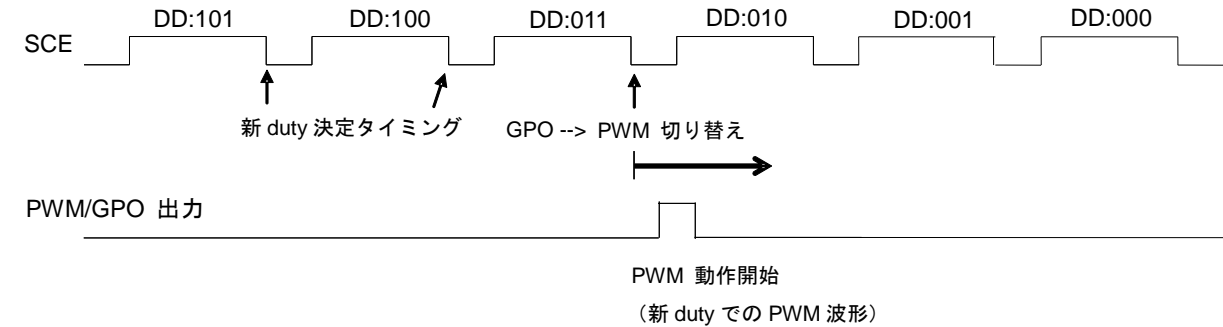 DD:101 DD:100 DD:011 DD:010 DD:001 DD:000
SCE
新 duty 決定タイミング GPO --> PWM 切り替え
PWM/GPO 出力
PWM 動作開始
（新 duty での PWM 波形）